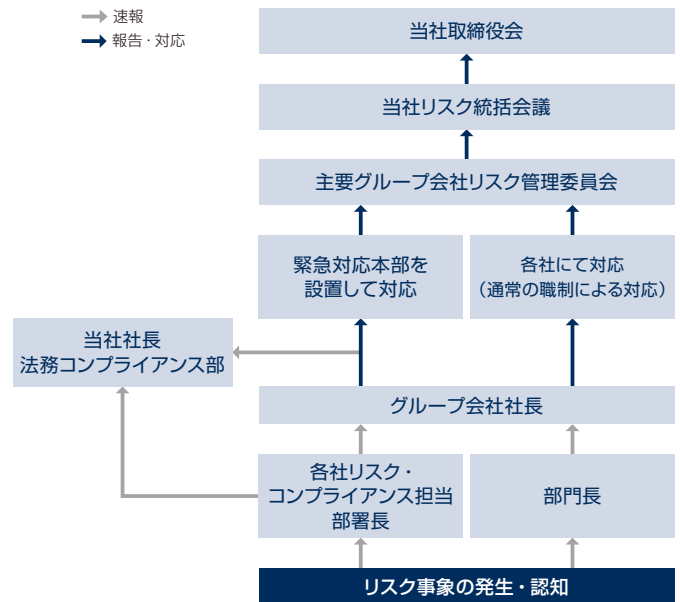 速報
報告・対応
当社取締役会
当社リスク統括会議
主要グループ会社リスク管理委員会
緊急対応本部を
設置して対応
各社にて対応
（通常の職制による対応）
当社社長
法務コンプライアンス部
グループ会社社長
各社リスク・
コンプライアンス担当
部署長
部門長
リスク事象の発生・認知